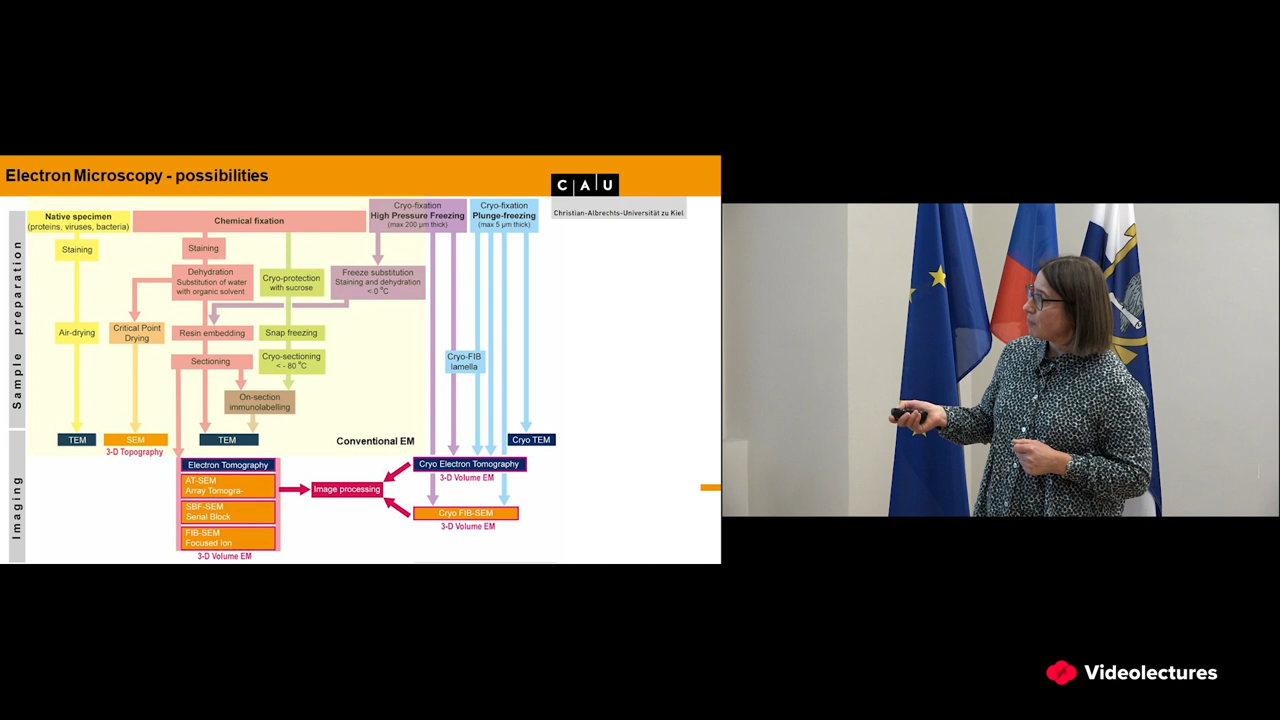 Electron Microscopy - possibilities
C A U
Christian-Albrechts-Universität zu Kiel
Sample preparation
Imaging
Native specimen
(proteins, viruses, bacteria)
Chemical fixation
Cryo-fixation
High Pressure Freezing
(max 200 µm thick)
Cryo-fixation
Plunge-freezing
(max 5 µm thick)
Staining
Staining
Dehydration
Substitution of water
with organic solvent
Cryo-protection
with sucrose
Freeze substitution
Staining and dehydration
< 0 °C
Air-drying
Critical Point
Drying
Resin embedding
Snap freezing
Sectioning
Cryo-sectioning
< - 80 °C
Cryo-FIB
lamella
On-section
immunolabelling
TEM
SEM
3-D Topography
TEM
Conventional EM
Cryo TEM
Electron Tomography
AT-SEM
Array Tomogra-
SBF-SEM
Serial Block
FIB-SEM
Focused Ion
3-D Volume EM
Image processing
Cryo Electron Tomography
3-D Volume EM
Cryo FIB-SEM
3-D Volume EM
Videolectures